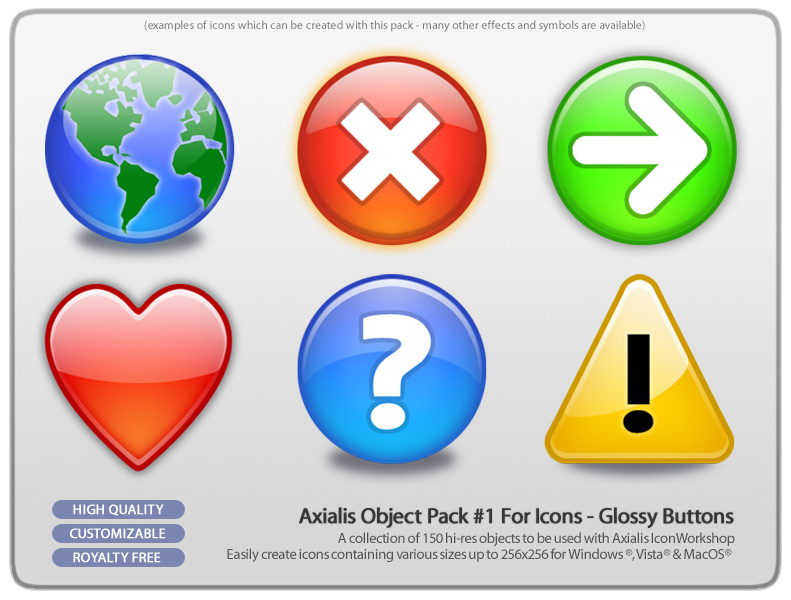 (examples of icons which can be created with this pack - many other effects and symbols are available)
?
!
HIGH QUALITY
CUSTOMIZABLE
ROYALTY FREE
Axialis Object Pack #1 For Icons - Glossy Buttons
A collection of 150 hi-res objects to be used with Axialis IconWorkshop
Easily create icons containing various sizes up to 256x256 for Windows ®, Vista® & MacOS®